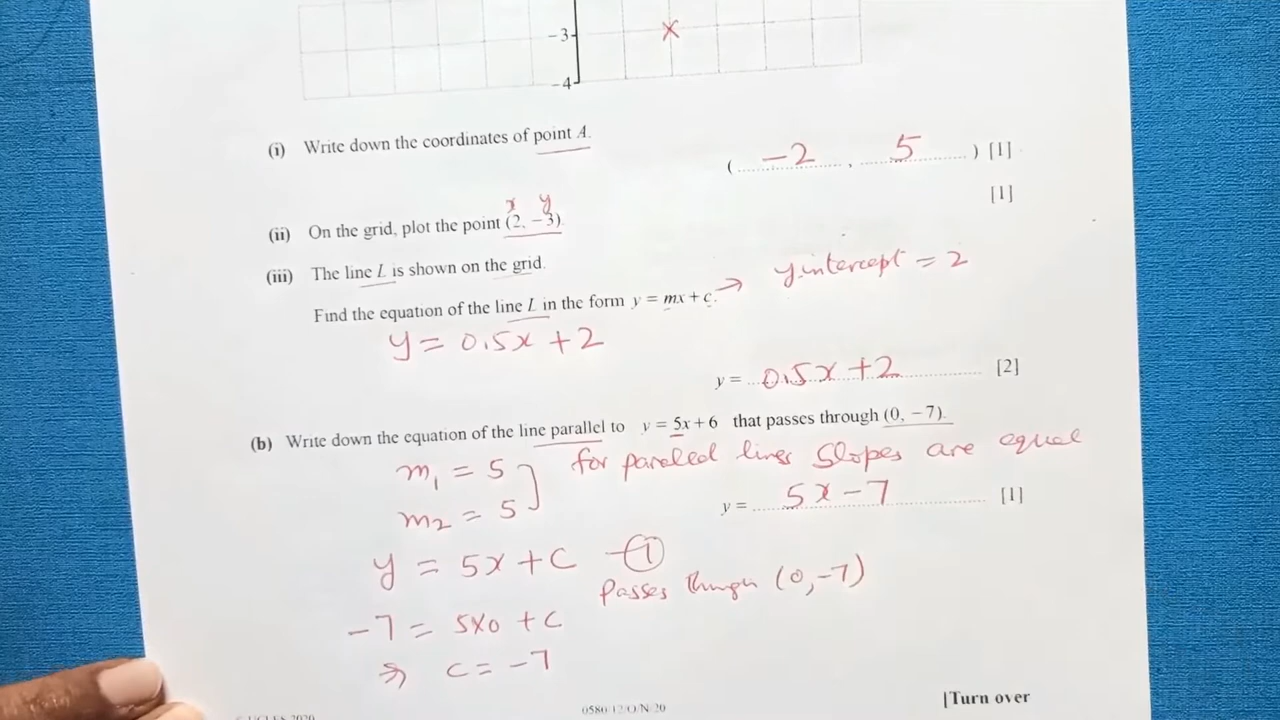 -3
-4
(i) Write down the coordinates of point A.
( -2 , 5 ) [1]
[1]
x y
(ii) On the grid, plot the point (2, -3).
(iii) The line L is shown on the grid.
→ y.intercept = 2
Find the equation of the line L in the form y = mx + c.
y = 0.5x + 2
y = 0.5x + 2 [2]
(b) Write down the equation of the line parallel to y = 5x + 6 that passes through (0, -7).
m₁ = 5 ] for paralel lines slopes are equal
m₂ = 5
y = 5x - 7 [1]
y = 5x + C —①
Passes through (0, -7)
-7 = 5x0 + C
⇒ C = -7
[Turn over
© UCLES 2020
0580/12/O/N/20